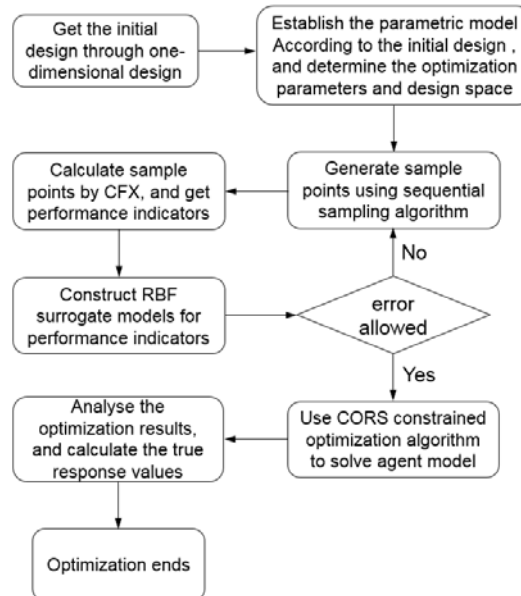 Get the initial
design through one-
dimensional design
Establish the parametric model
According to the initial design ,
and determine the optimization
parameters and design space
Calculate sample
points by CFX, and get
performance indicators
Generate sample
points using sequential
sampling algorithm
No
Construct RBF
surrogate models for
performance indicators
error
allowed
Yes
Analyse the
optimization results,
and calculate the true
response values
Use CORS constrained
optimization algorithm
to solve agent model
Optimization ends